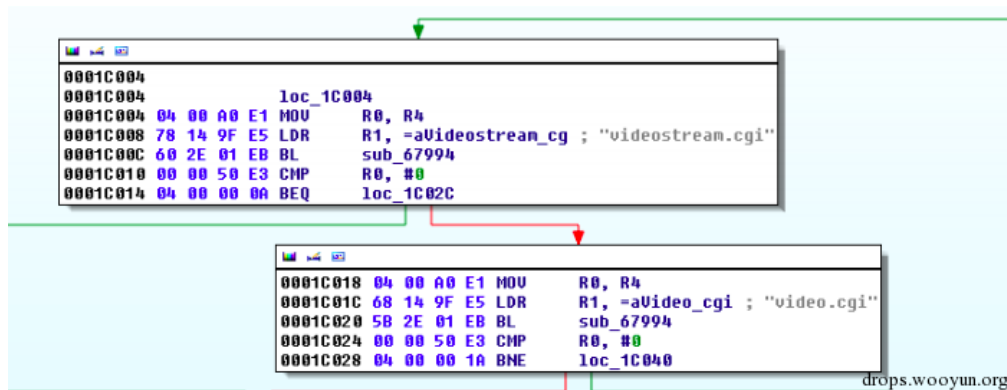 0001C004
0001C004 loc_1C004
0001C004 04 00 A0 E1 MOV R0, R4
0001C008 78 14 9F E5 LDR R1, =aVideostream_cg ; "videostream.cgi"
0001C00C 60 2E 01 EB BL sub_67994
0001C010 00 00 50 E3 CMP R0, #0
0001C014 04 00 00 0A BEQ loc_1C02C
0001C018 04 00 A0 E1 MOV R0, R4
0001C01C 68 14 9F E5 LDR R1, =aVideo_cgi ; "video.cgi"
0001C020 5B 2E 01 EB BL sub_67994
0001C024 00 00 50 E3 CMP R0, #0
0001C028 04 00 00 1A BNE loc_1C040
drops.wooyun.org